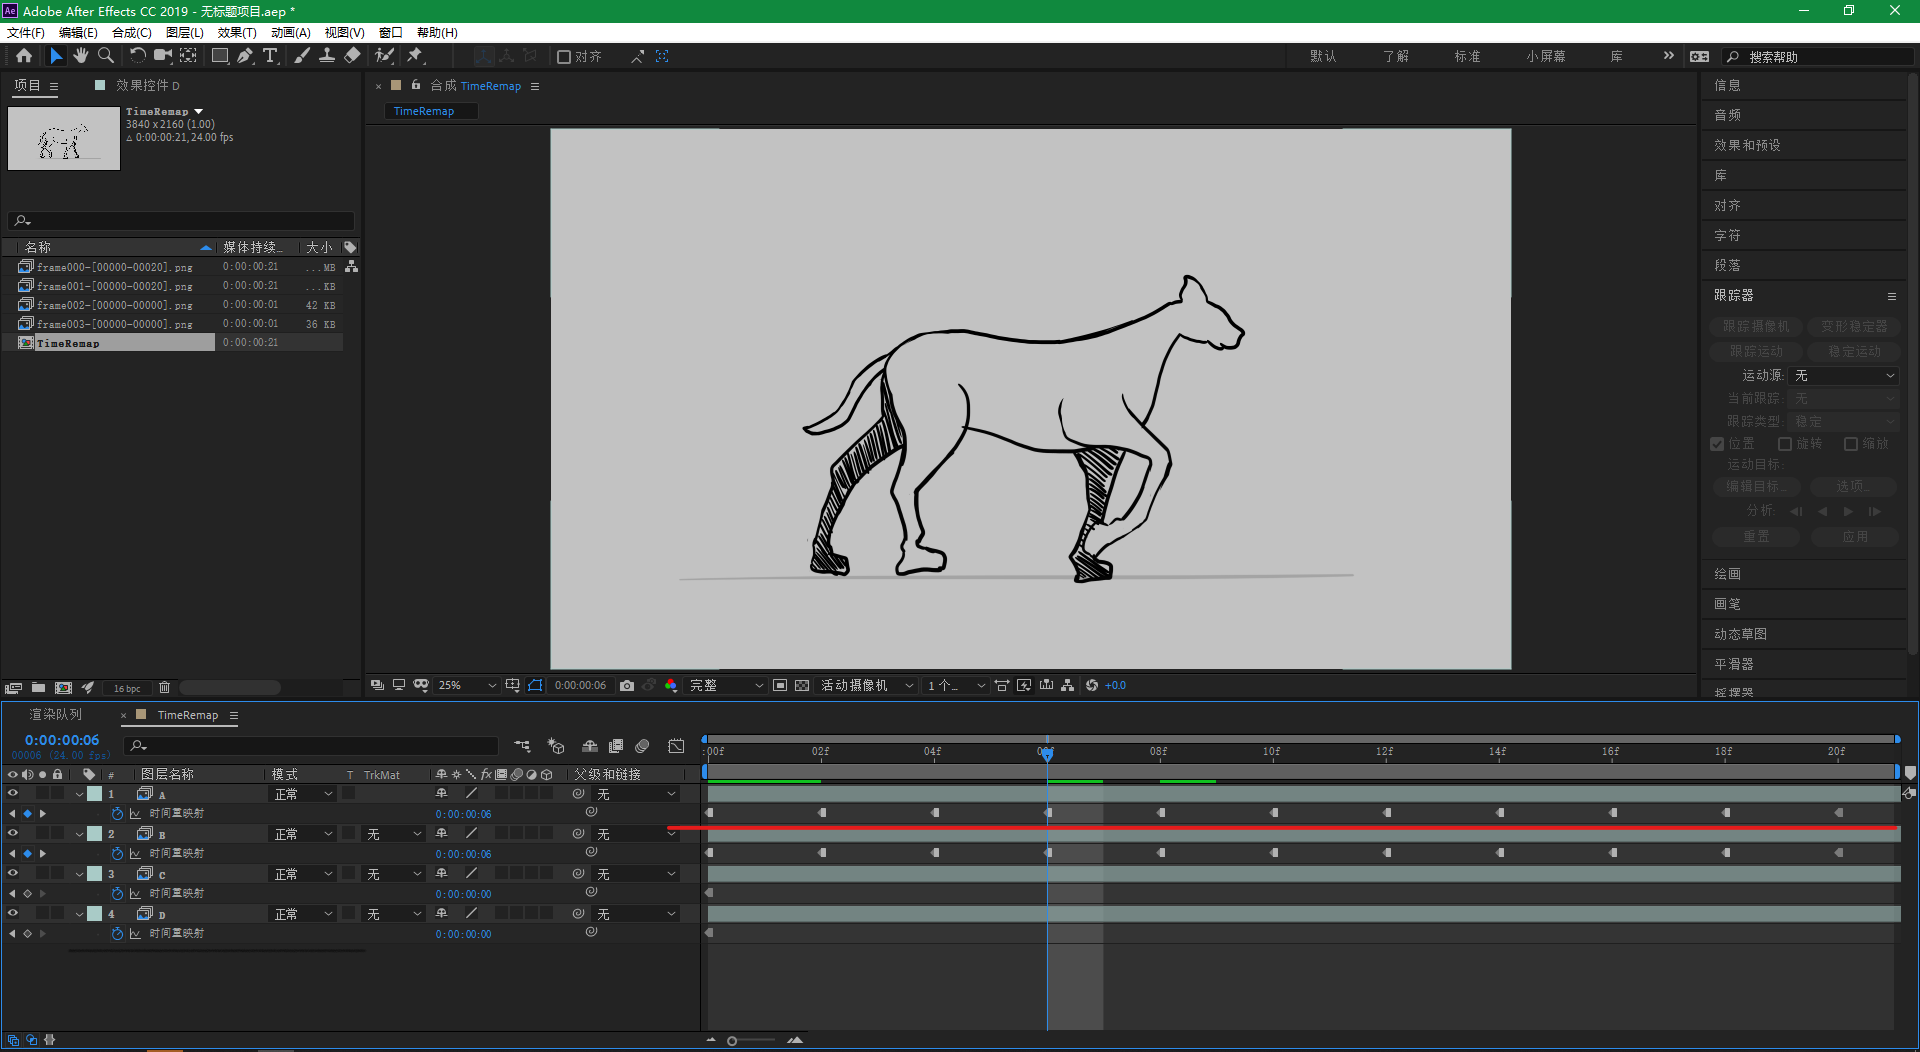 Ae Adobe After Effects CC 2019 - 无标题项目.aep *
文件(F) 编辑(E) 合成(C) 图层(L) 效果(T) 动画(A) 视图(V) 窗口 帮助(H)
对齐 默认 了解 标准 小屏幕 库 搜索帮助
项目 效果控件 D
TimeRemap
3840 x 2160 (1.00)
Δ 0:00:00:21, 24.00 fps
名称 媒体持续... 大小
frame000-[00000-00020].png 0:00:00:21 ...MB
frame001-[00000-00020].png 0:00:00:21 ...KB
frame002-[00000-00000].png 0:00:00:01 42 KB
frame003-[00000-00000].png 0:00:00:01 36 KB
TimeRemap 0:00:00:21
16 bpc
合成 TimeRemap
TimeRemap
25% 0:00:00:06 完整 活动摄像机 1个... +0.0
信息
音频
效果和预设
库
对齐
字符
段落
跟踪器
跟踪摄像机 变形稳定器
跟踪运动 稳定运动
运动源: 无
当前跟踪: 无
跟踪类型: 稳定
位置 旋转 缩放
运动目标:
编辑目标... 选项...
分析:
重置 应用
绘画
画笔
动态草图
平滑器
摇摆器
渲染队列 TimeRemap
0:00:00:06
00006 (24.00 fps)
# 图层名称 模式 T TrkMat fx 父级和链接
:00f 02f 04f 06f 08f 10f 12f 14f 16f 18f 20f
1 A 正常 无
时间重映射 0:00:00:06
2 B 正常 无 无
时间重映射 0:00:00:06
3 C 正常 无 无
时间重映射 0:00:00:00
4 D 正常 无 无
时间重映射 0:00:00:00